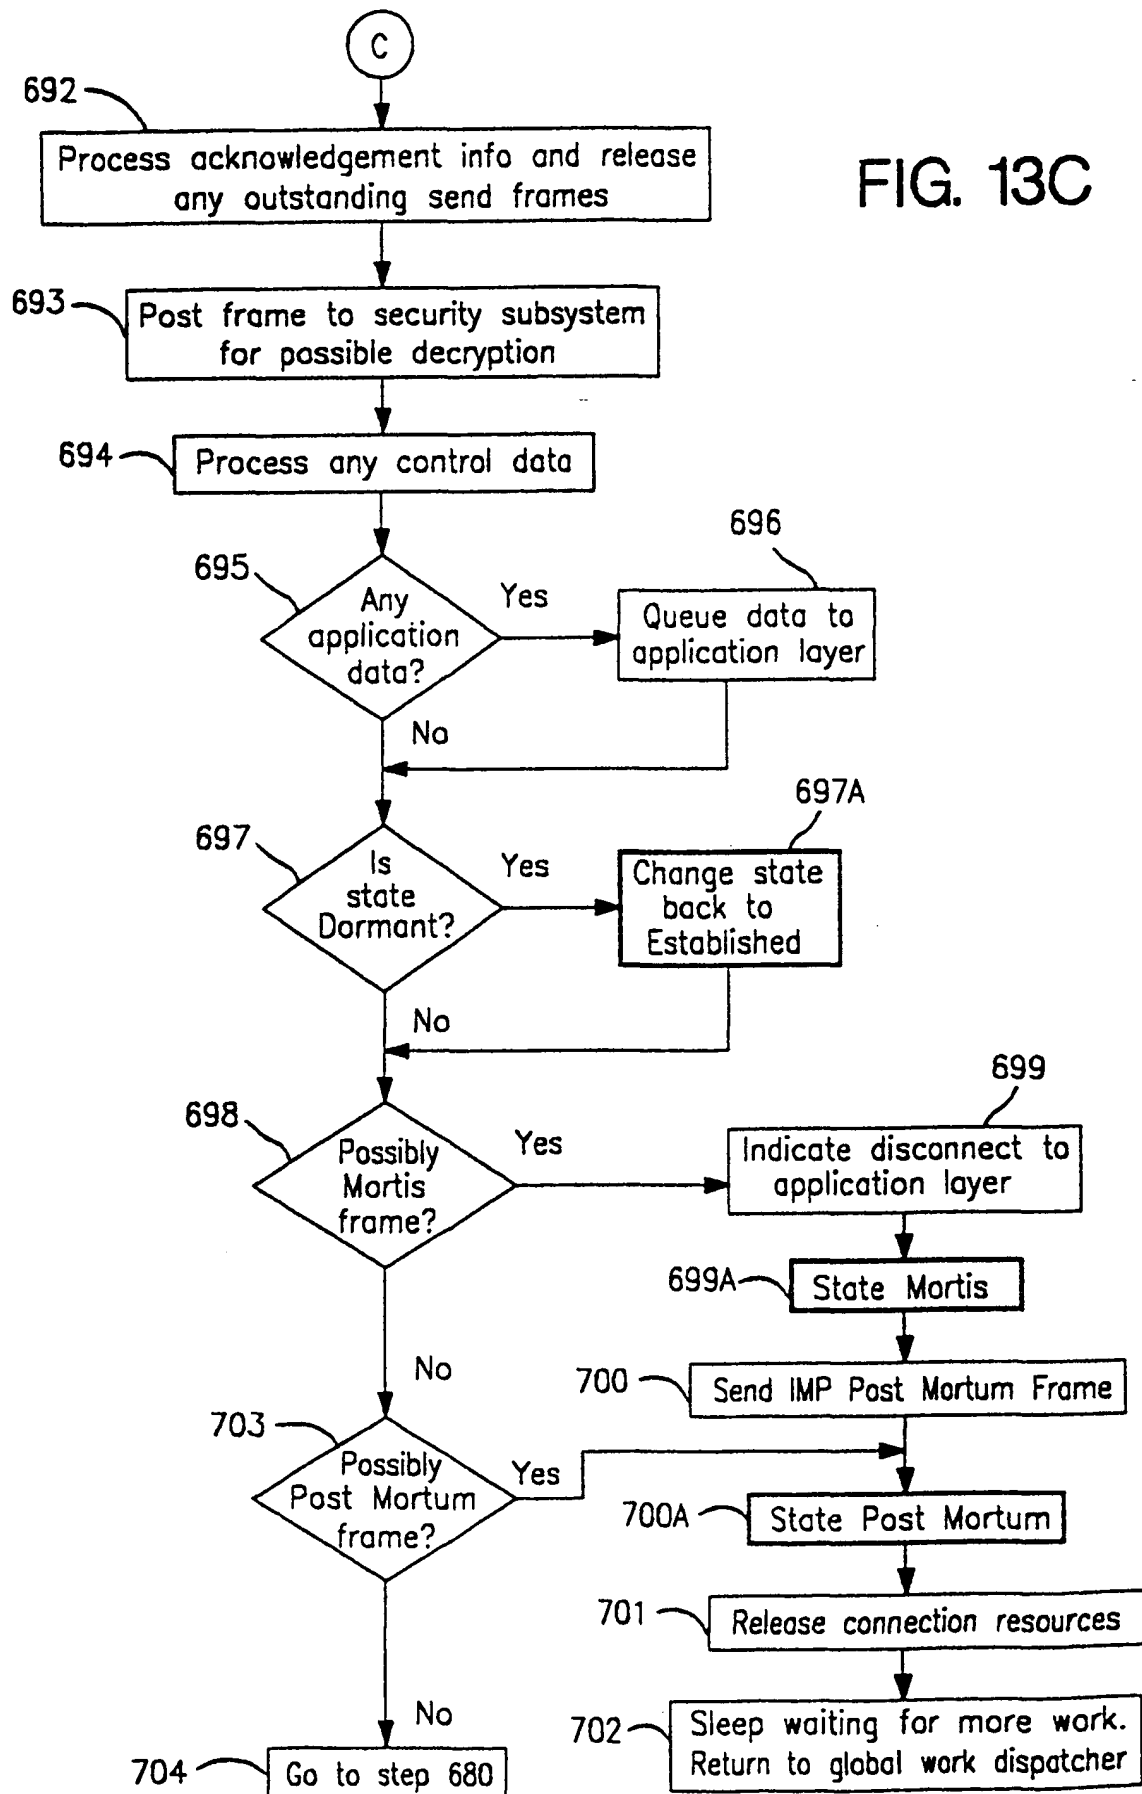 C
692
Process acknowledgement info and release
any outstanding send frames
FIG. 13C
693
Post frame to security subsystem
for possible decryption
694
Process any control data
695
Any
application
data?
Yes
696
Queue data to
application layer
No
697
Is
state
Dormant?
Yes
697A
Change state
back to
Established
No
698
Possibly
Mortis
frame?
Yes
699
Indicate disconnect to
application layer
699A
State Mortis
No
700
Send IMP Post Mortum Frame
703
Possibly
Post Mortum
frame?
Yes
700A
State Post Mortum
701
Release connection resources
No
702
Sleep waiting for more work.
Return to global work dispatcher
704
Go to step 680